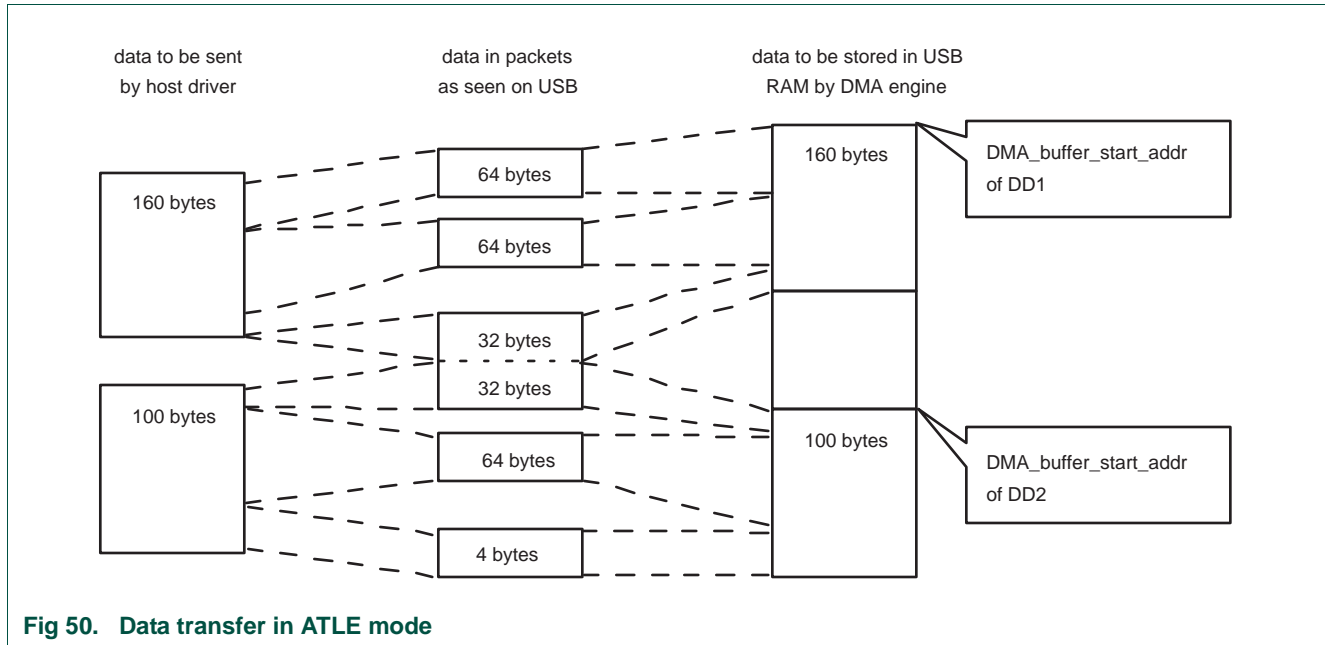 data to be sent
by host driver
data in packets
as seen on USB
data to be stored in USB
RAM by DMA engine
160 bytes
100 bytes
64 bytes
64 bytes
32 bytes
32 bytes
64 bytes
4 bytes
160 bytes
100 bytes
DMA_buffer_start_addr
of DD1
DMA_buffer_start_addr
of DD2
Fig 50. Data transfer in ATLE mode